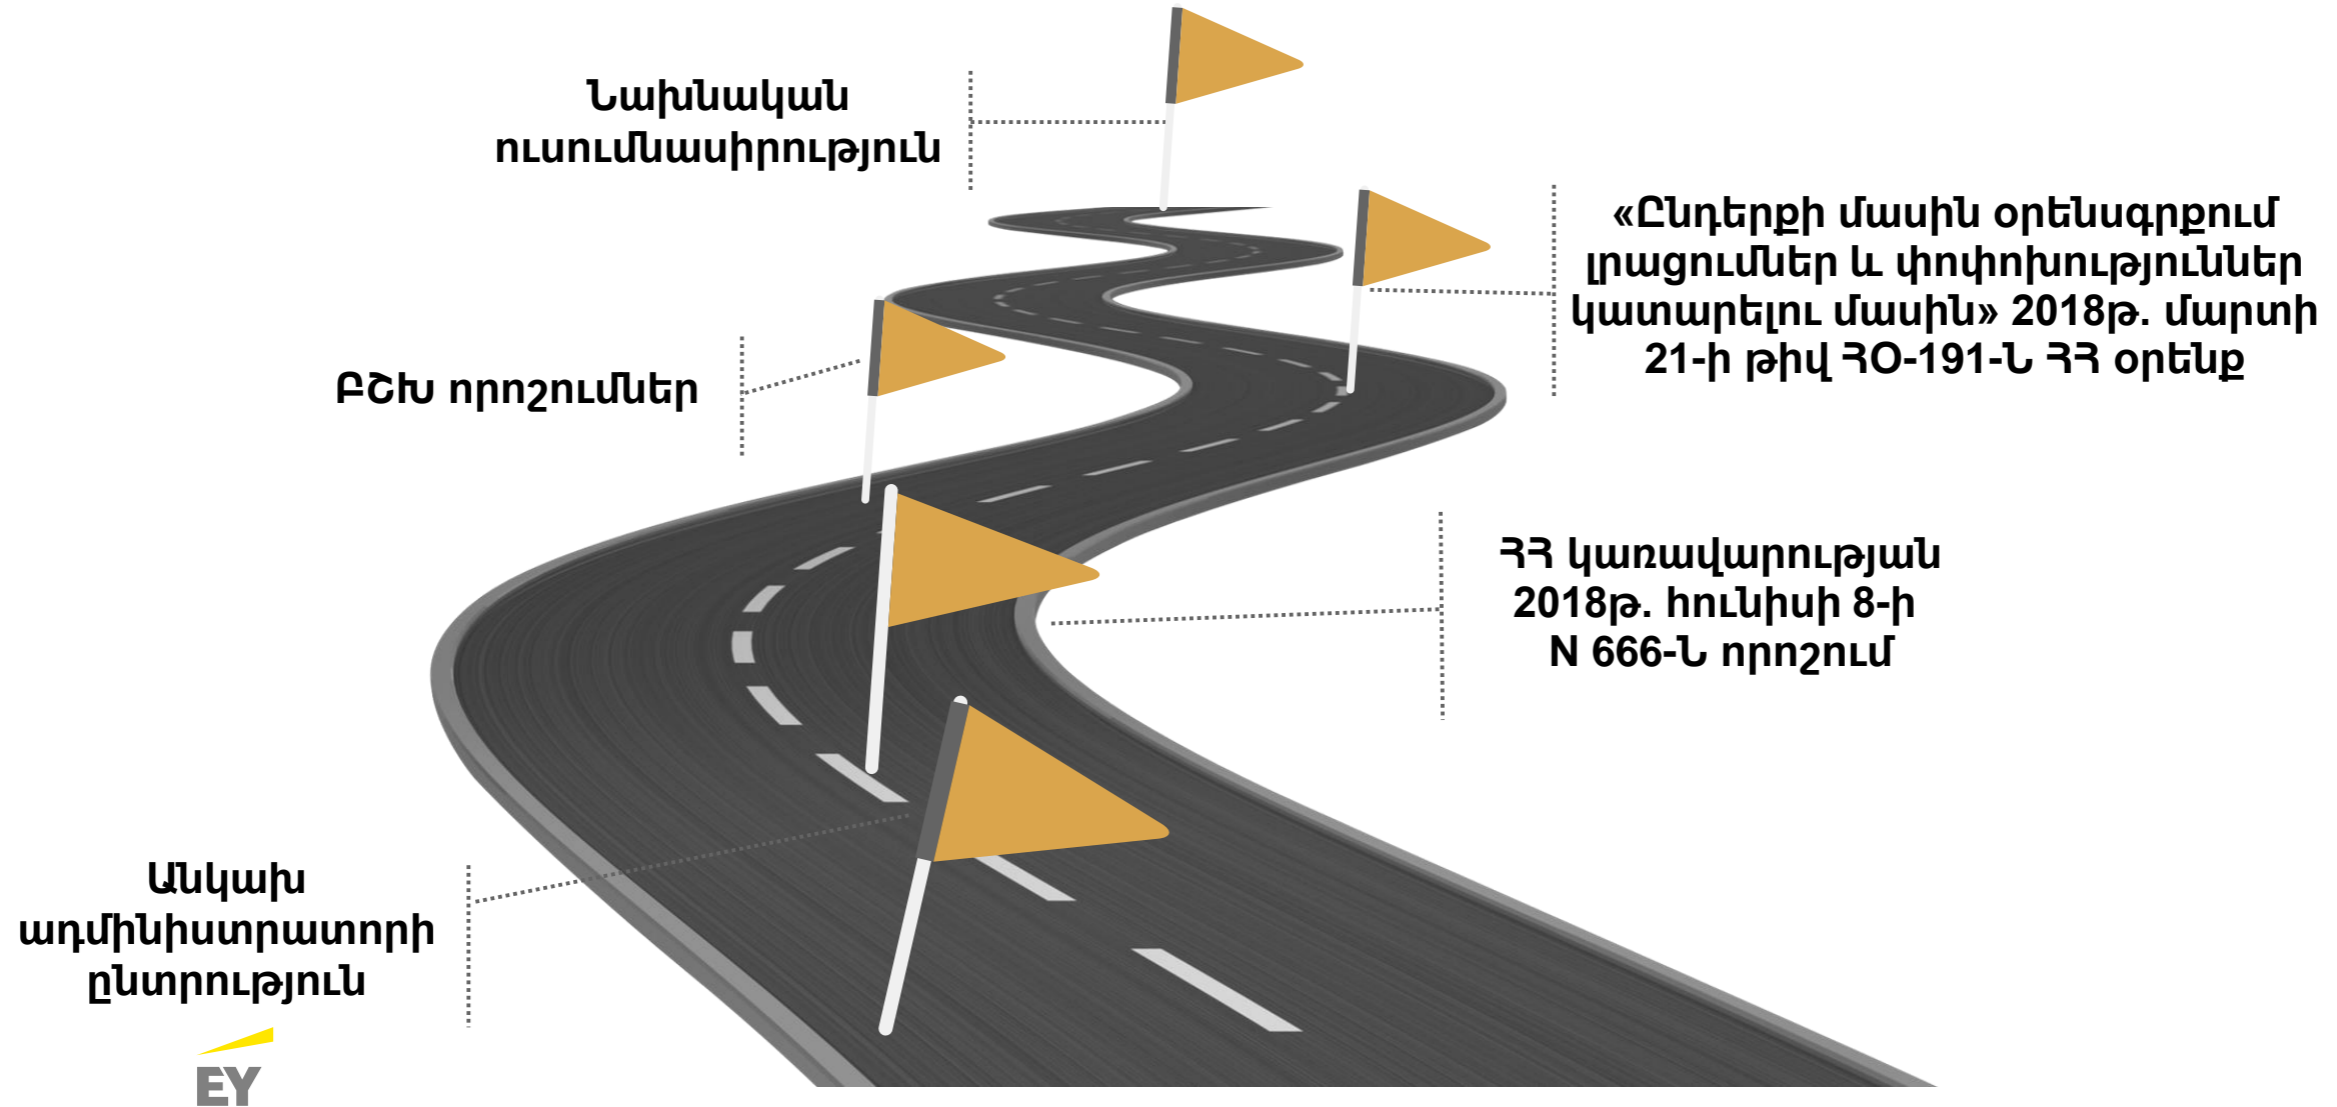 Նախնական
ուսումնասիրություն
«Ընդերքի մասին օրենսգրքում
լրացումներ և փոփոխություններ
կատարելու մասին» 2018թ. մարտի
21-ի թիվ ՀՕ-191-Ն ՀՀ օրենք
ԲՇԽ որոշումներ
ՀՀ կառավարության
2018թ. հունիսի 8-ի
N 666-Ն որոշում
Անկախ
ադմինիստրատորի
ընտրություն
EY